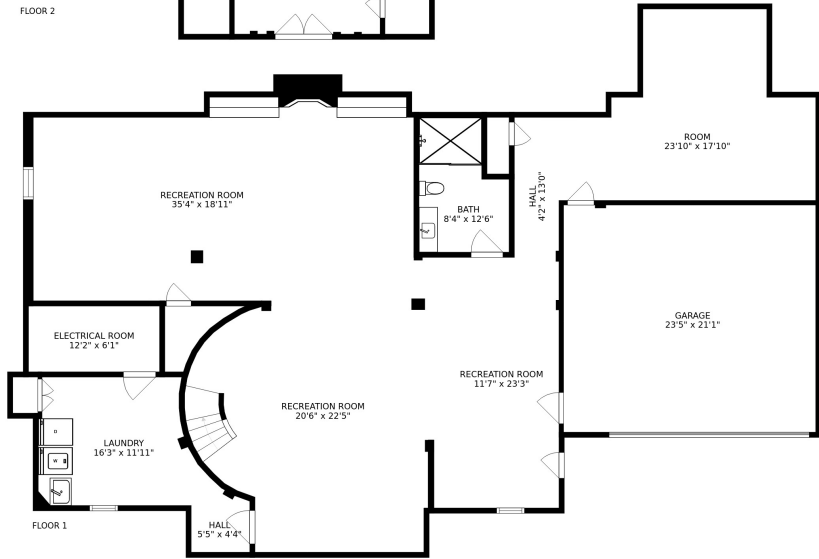 FLOOR 2
ROOM
23'10" x 17'10"
RECREATION ROOM
35'4" x 18'11"
HALL
4'2" x 13'0"
BATH
8'4" x 12'6"
GARAGE
23'5" x 21'1"
ELECTRICAL ROOM
12'2" x 6'1"
RECREATION ROOM
11'7" x 23'3"
RECREATION ROOM
20'6" x 22'5"
D
LAUNDRY
16'3" x 11'11"
W
FLOOR 1
HALL
5'5" x 4'4"